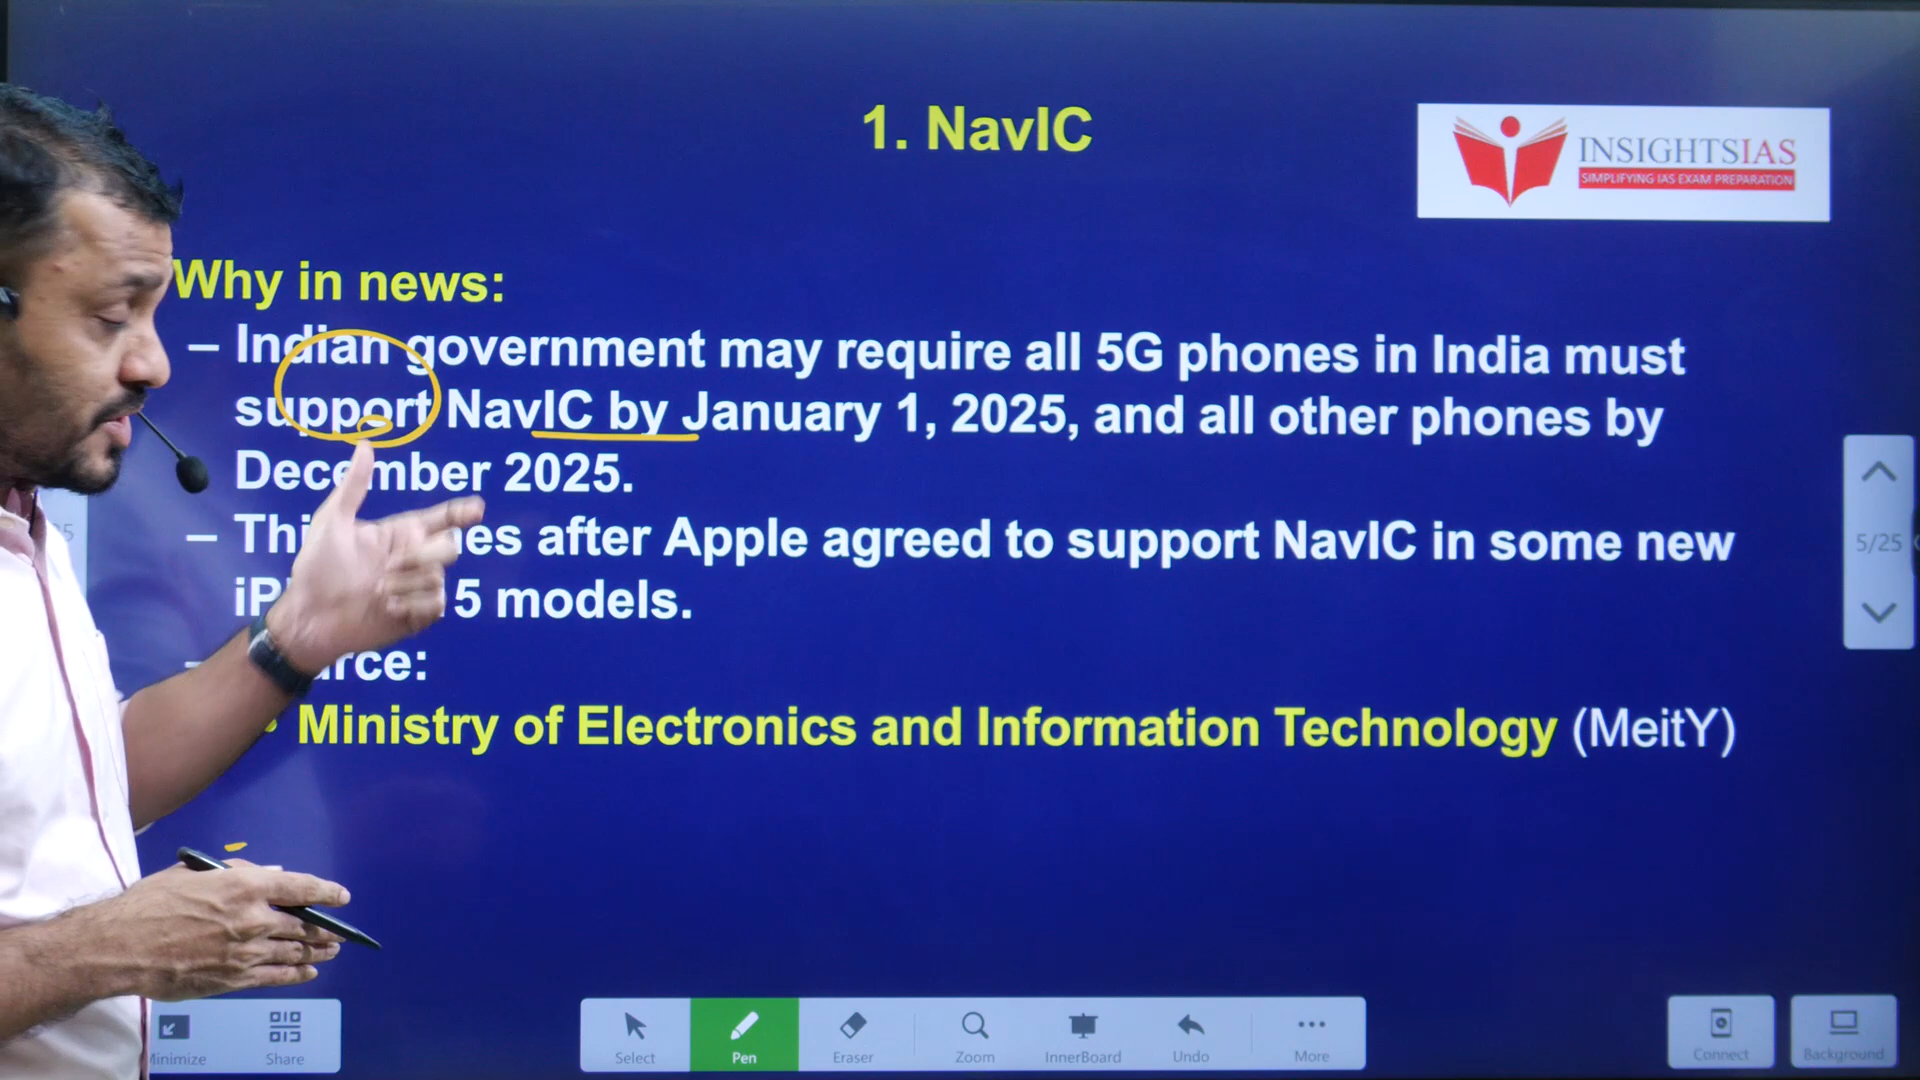 1. NavIC
INSIGHTSIAS
SIMPLIFYING IAS EXAM PREPARATION
Why in news:
– Indian government may require all 5G phones in India must
support NavIC by January 1, 2025, and all other phones by
December 2025.
– after Apple agreed to support NavIC in some new
models.
5/25
Ministry of Electronics and Information Technology (MeitY)
Minimize
Share
Select
Pen
Eraser
Zoom
InnerBoard
Undo
More
Connect
Background